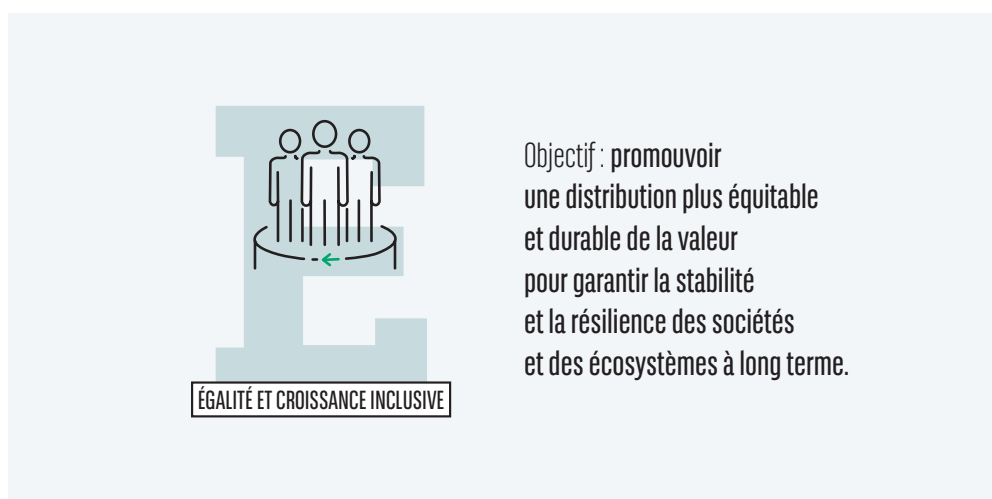 E
ÉGALITÉ ET CROISSANCE INCLUSIVE
Objectif : promouvoir
une distribution plus équitable
et durable de la valeur
pour garantir la stabilité
et la résilience des sociétés
et des écosystèmes à long terme.